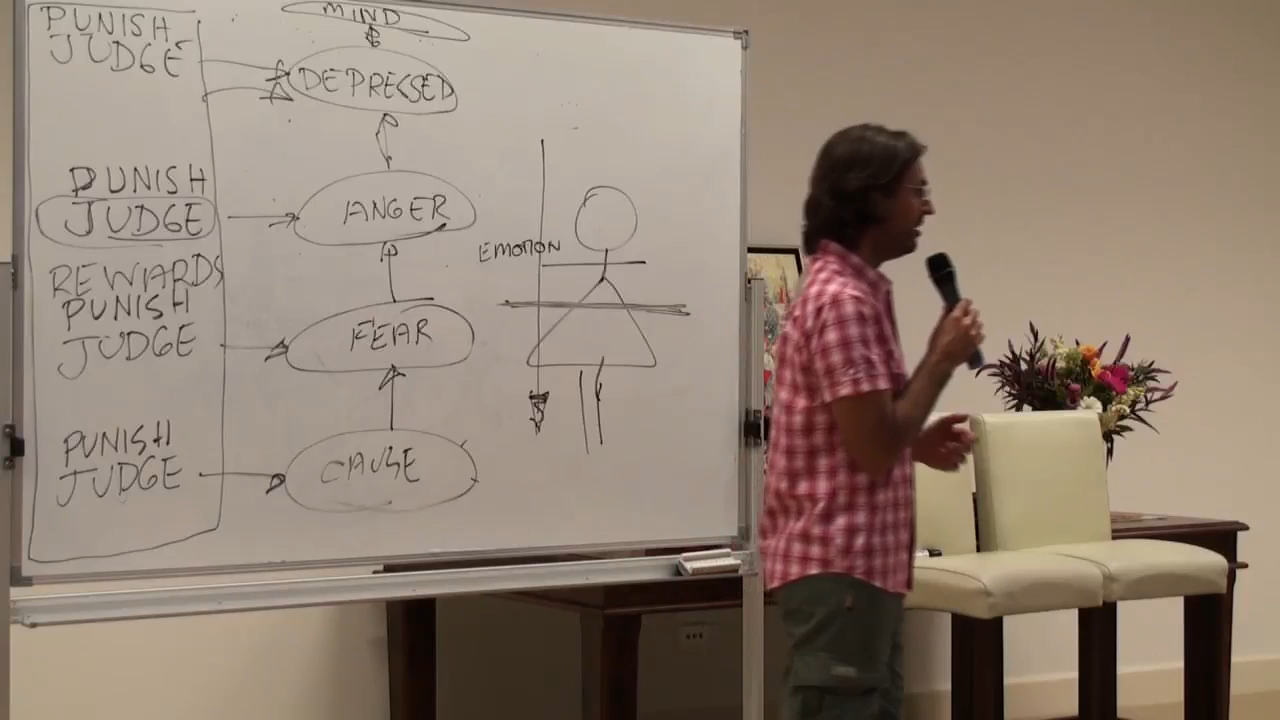 PUNISH
JUDGE
PUNISH
JUDGE
REWARDS
PUNISH
JUDGE
PUNISH
JUDGE
MIND
DEPRESSED
ANGER
FEAR
CAUSE
EMOTION